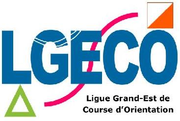 LGECO
Ligue Grand-Est de
Course d'Orientation